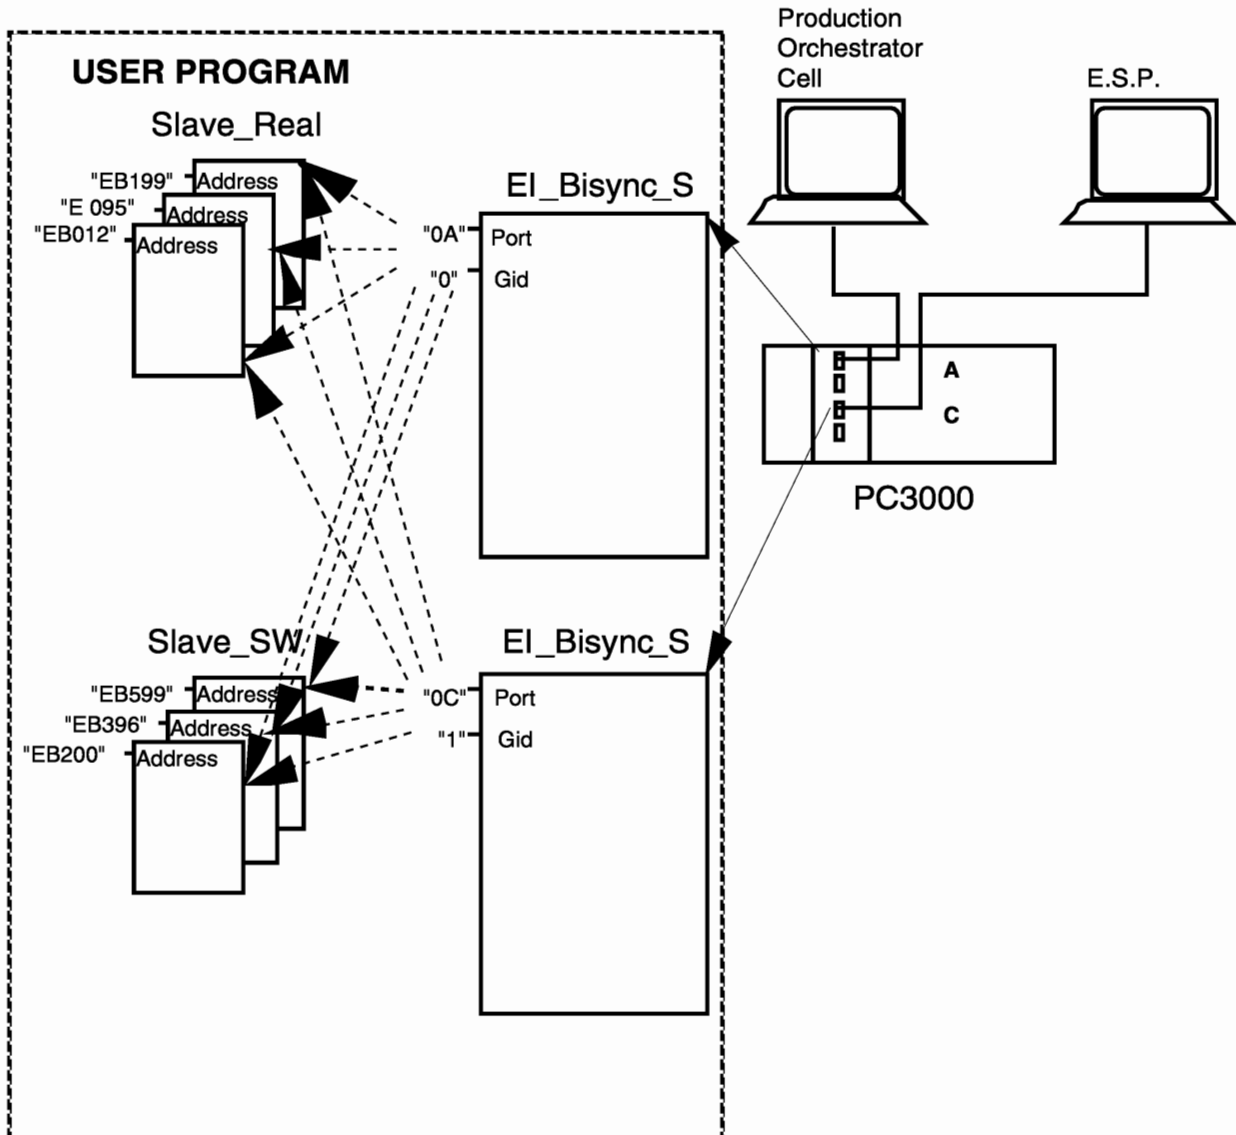 Production
Orchestrator
Cell
E.S.P.
USER PROGRAM
Slave_Real
"EB199" Address
"E 095" Address
"EB012" Address
EI_Bisync_S
"0A" Port
"0" Gid
A
C
PC3000
Slave_SW
"EB599" Address
"EB396" Address
"EB200" Address
EI_Bisync_S
"0C" Port
"1" Gid